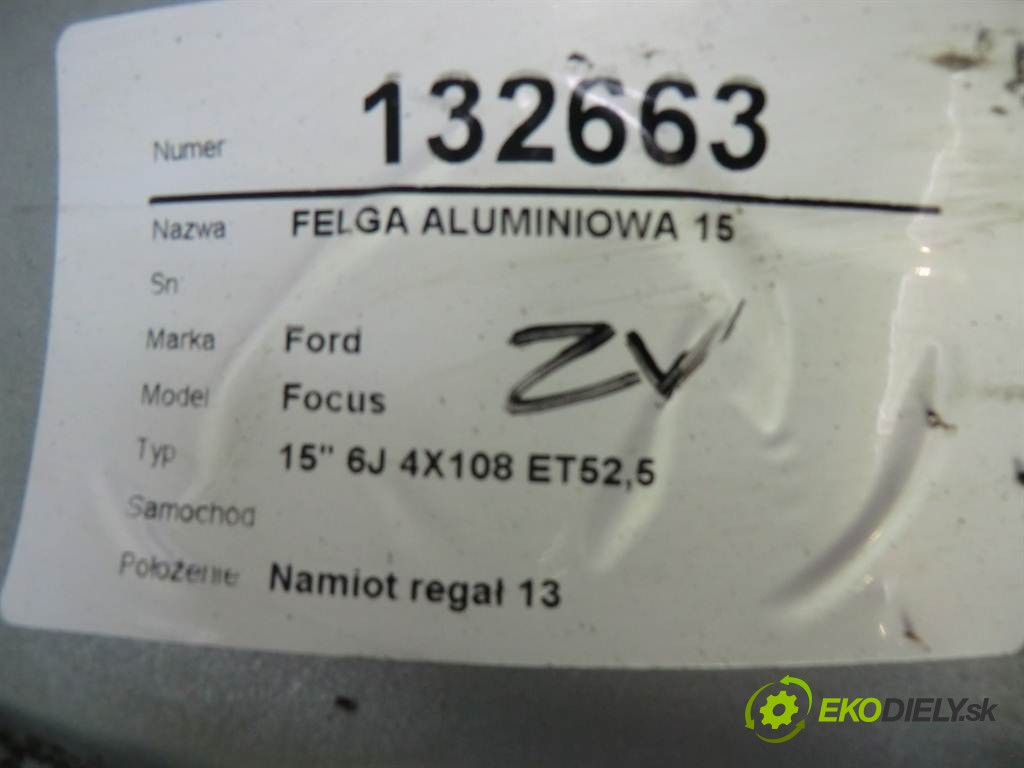 Numer 132663
Nazwa FELGA ALUMINIOWA 15
Sn
Marka Ford
ZV
Model Focus
Typ 15" 6J 4X108 ET52,5
Samochod
Położenie Namiot regał 13
EKODIELY.sk